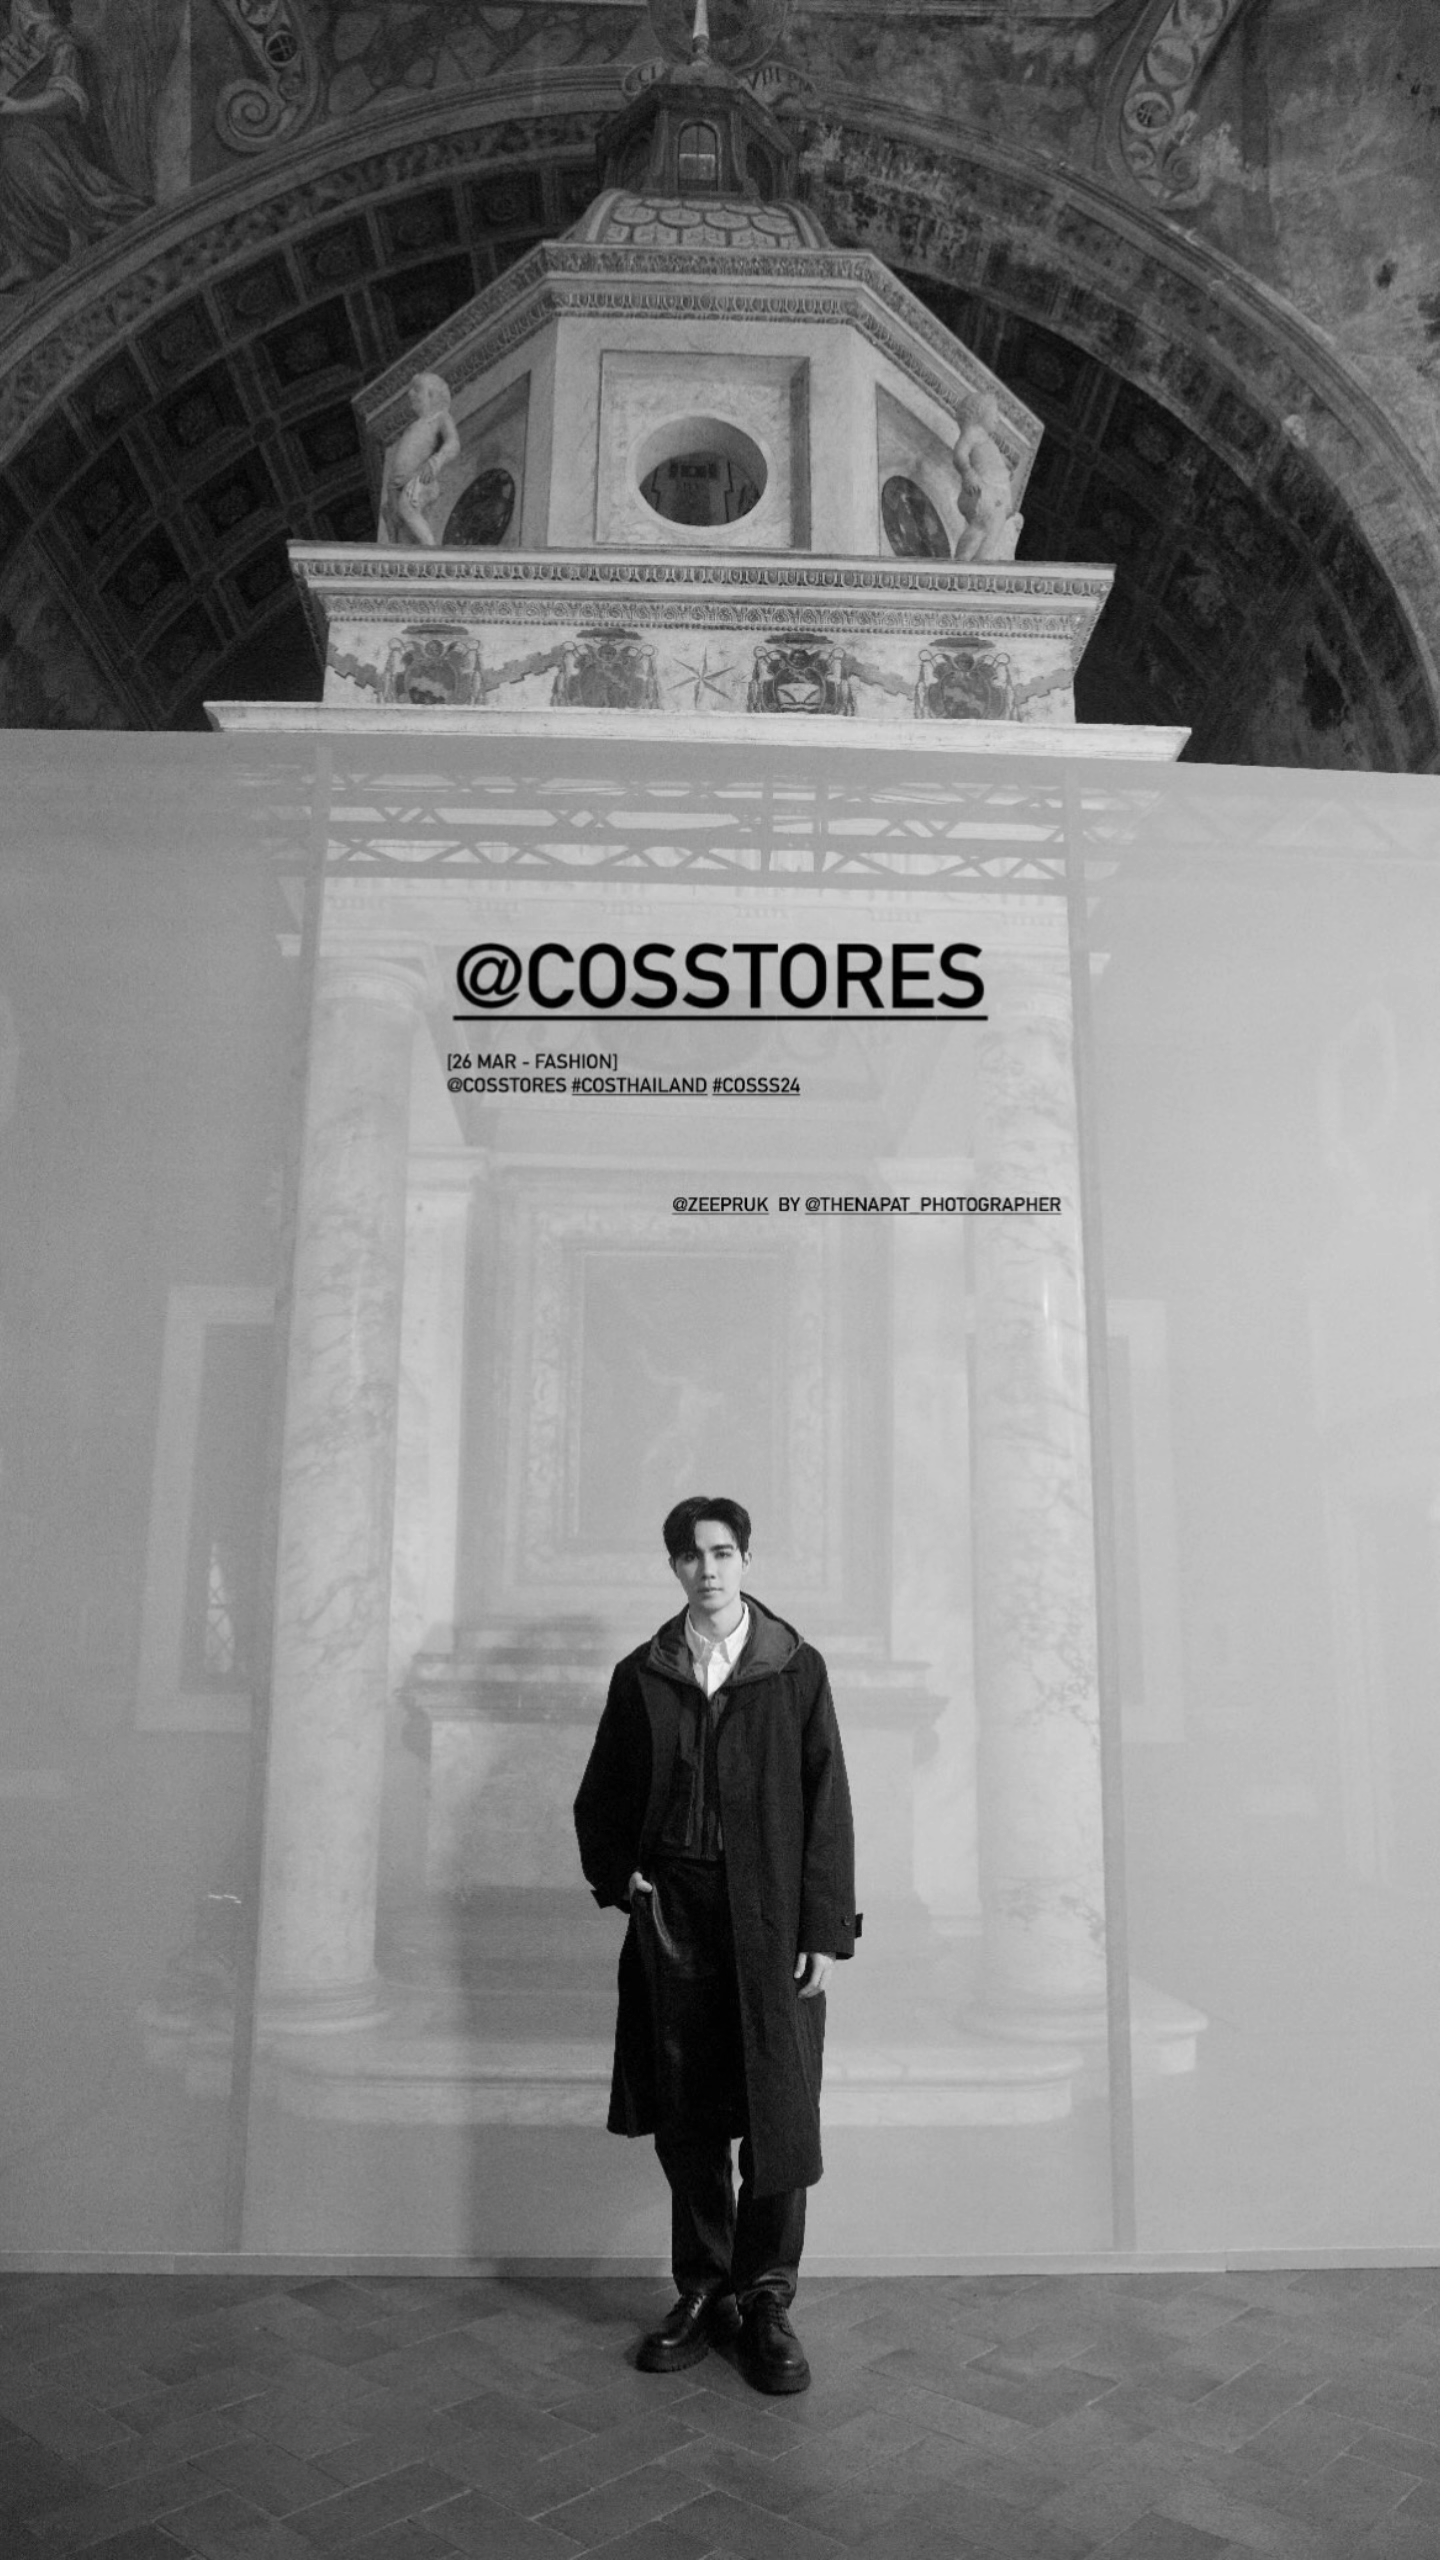 @COSSTORES
[26 MAR - FASHION]
@COSSTORES #COSTHAILAND #COSSS24
@ZEEPRUK BY @THENAPAT_PHOTOGRAPHER